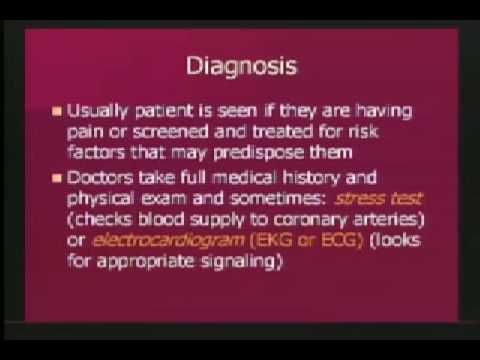 Diagnosis
Usually patient is seen if they are having
pain or screened and treated for risk
factors that may predispose them
Doctors take full medical history and
physical exam and sometimes: stress test
(checks blood supply to coronary arteries)
or electrocardiogram (EKG or ECG) (looks
for appropriate signaling)